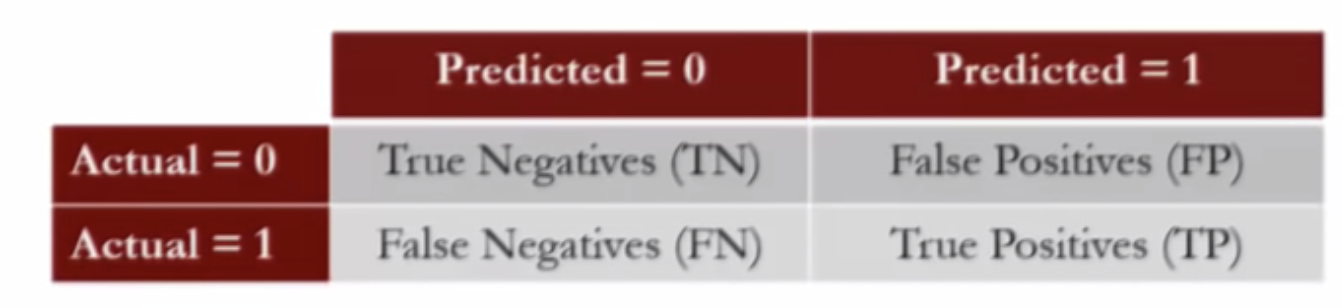 Predicted = 0 Predicted = 1
Actual = 0 True Negatives (TN) False Positives (FP)
Actual = 1 False Negatives (FN) True Positives (TP)